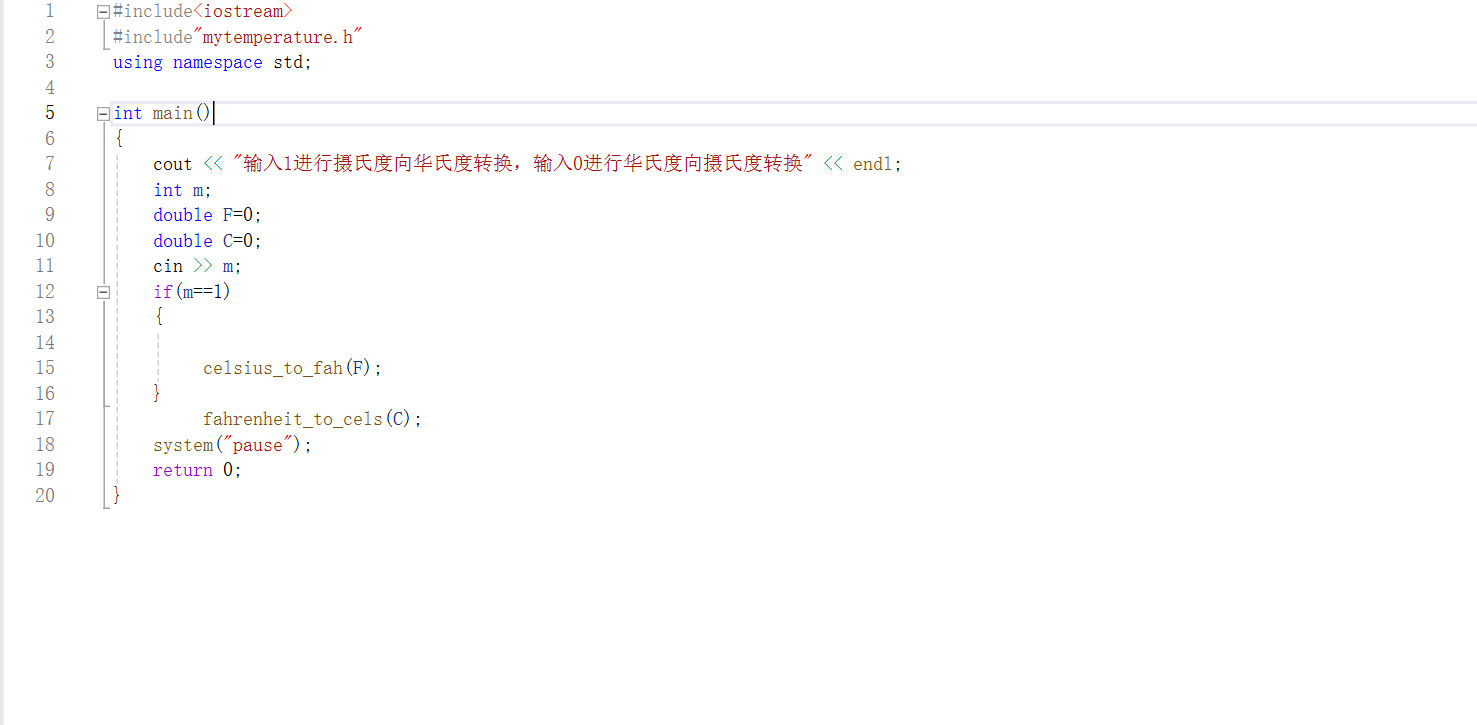 1 #include<iostream>
2 #include"mytemperature.h"
3 using namespace std;
4
5 int main()
6 {
7 cout << "输入1进行摄氏度向华氏度转换，输入0进行华氏度向摄氏度转换" << endl;
8 int m;
9 double F=0;
10 double C=0;
11 cin >> m;
12 if(m==1)
13 {
14
15 celsius_to_fah(F);
16 }
17 fahrenheit_to_cels(C);
18 system("pause");
19 return 0;
20 }